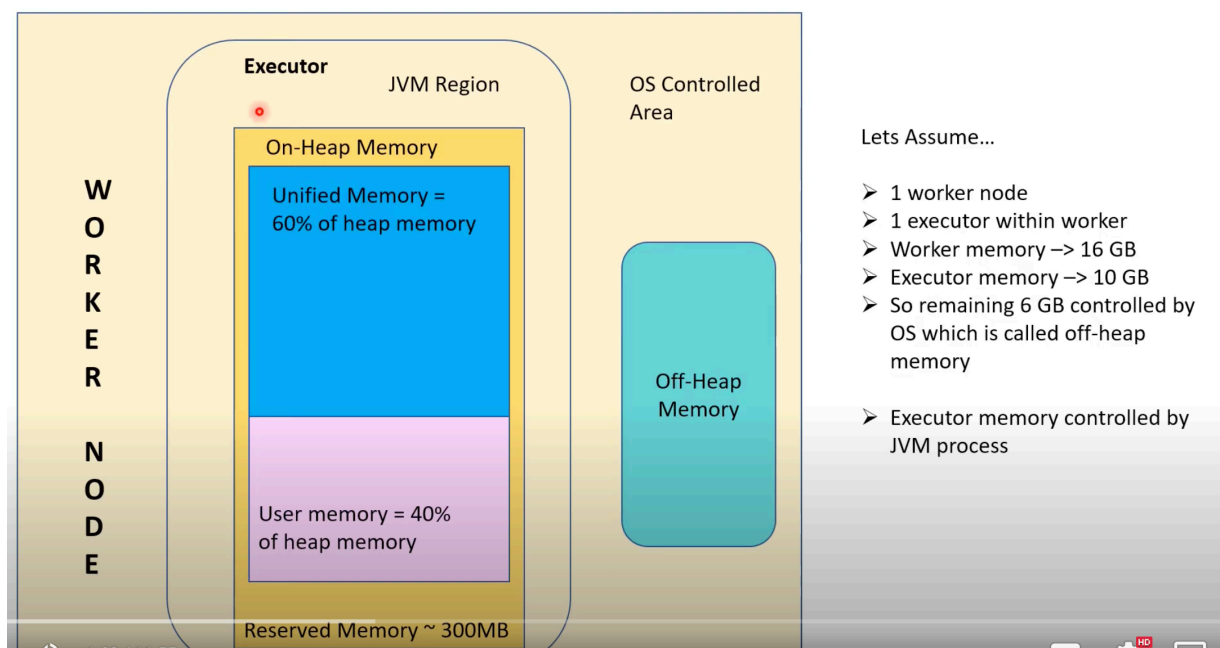 Executor
JVM Region
OS Controlled
Area
On-Heap Memory
Unified Memory =
60% of heap memory
User memory = 40%
of heap memory
Reserved Memory ~ 300MB
WORKER NODE
Off-Heap
Memory
Lets Assume...
➢ 1 worker node
➢ 1 executor within worker
➢ Worker memory –> 16 GB
➢ Executor memory –> 10 GB
➢ So remaining 6 GB controlled by
OS which is called off-heap
memory
➢ Executor memory controlled by
JVM process
HD